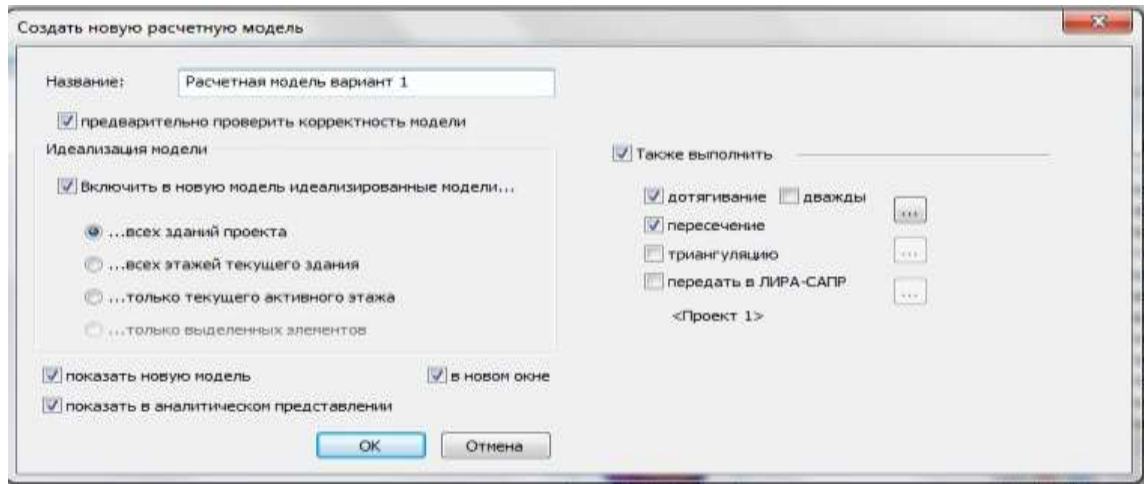 Создать новую расчетную модель
Название: Расчетная модель вариант 1
предварительно проверить корректность модели
Идеализация модели
Включить в новую модель идеализированные модели...
...всех зданий проекта
...всех этажей текущего здания
...только текущего активного этажа
...только выделенных элементов
показать новую модель
в новом окне
показать в аналитическом представлении
OK
Отмена
Также выполнить
дотягивание дважды
...
пересечение
триангуляцию
...
передать в ЛИРА-САПР
...
<Проект 1>